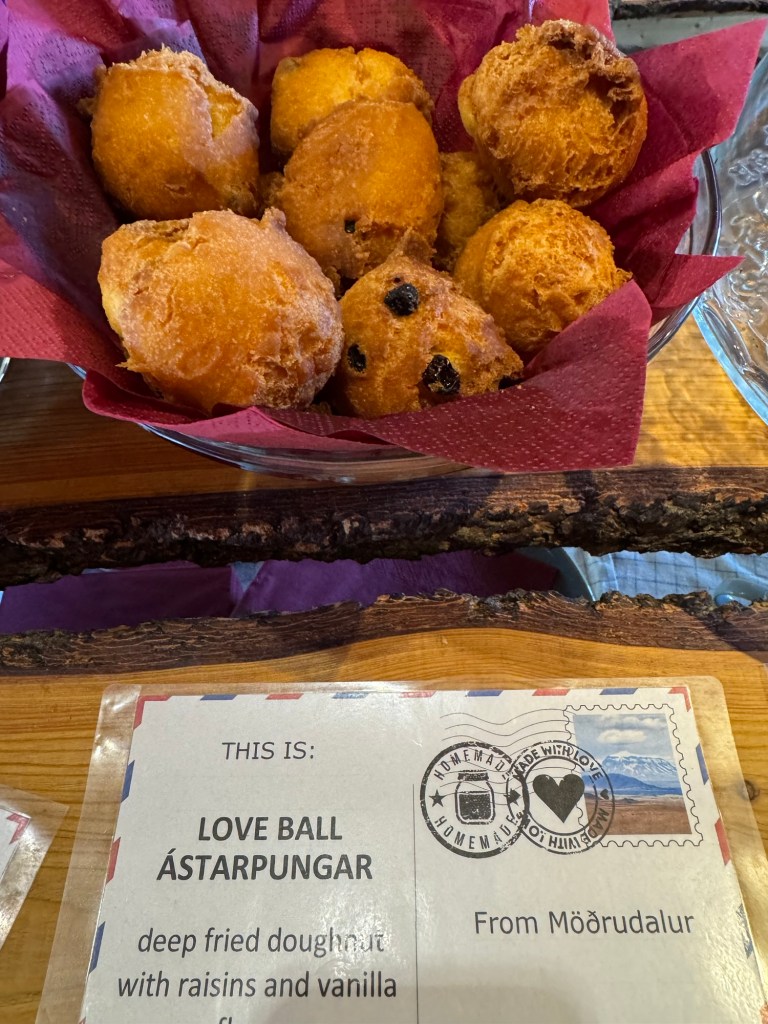 THIS IS:
LOVE BALL
ÁSTARPUNGAR
deep fried doughnut
with raisins and vanilla
HOMEMADE
HOMEMADE
MADE WITH LOVE
MADE WITH LOVE
From Möðrudalur